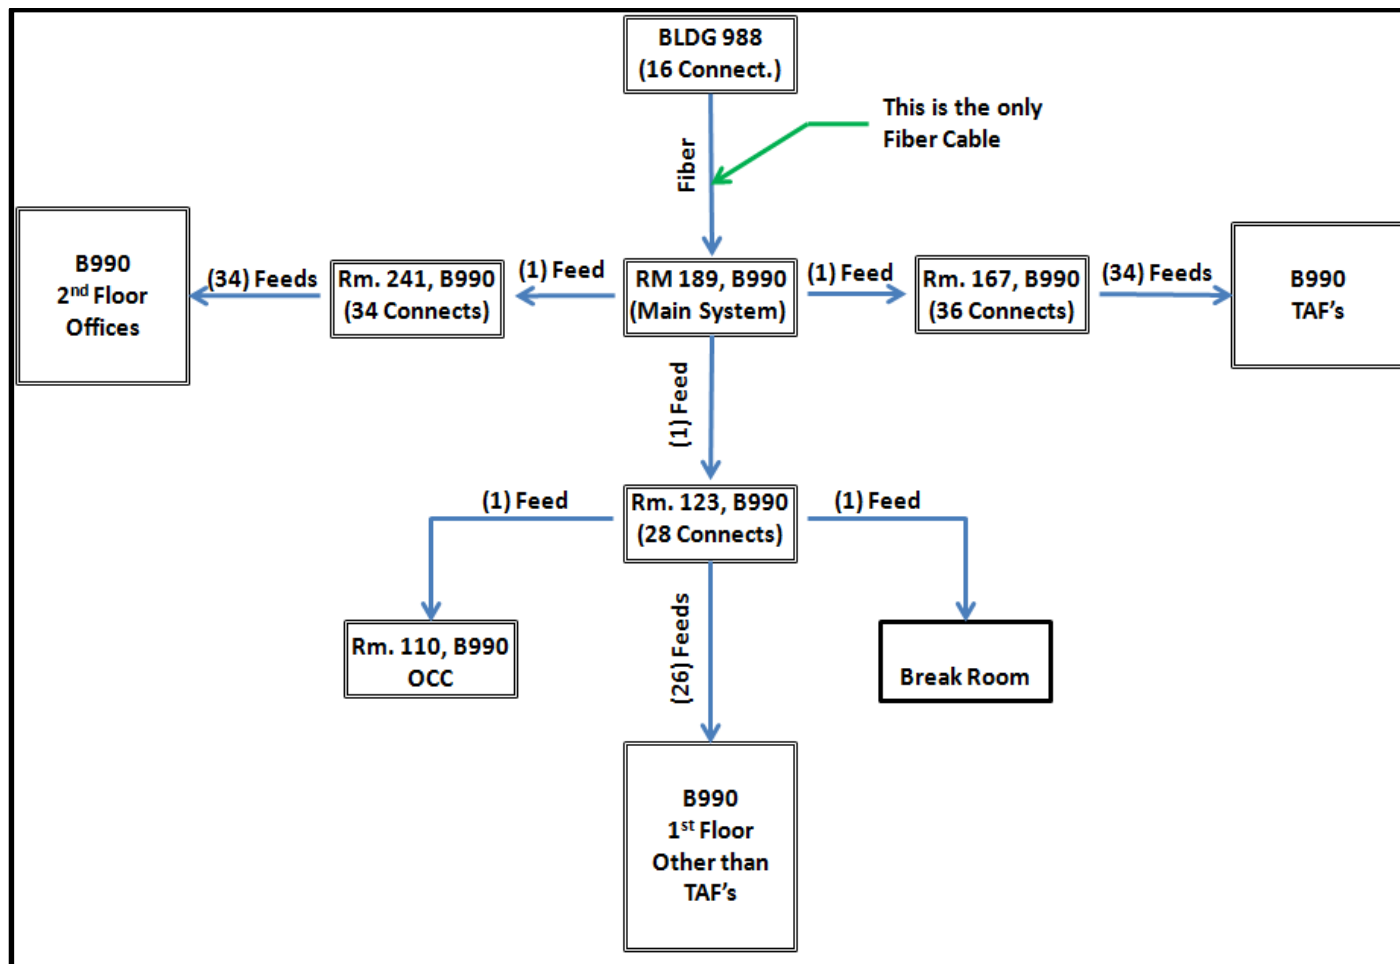 BLDG 988
(16 Connect.)
This is the only
Fiber Cable
Fiber
B990
2nd Floor
Offices
(34) Feeds
Rm. 241, B990
(34 Connects)
(1) Feed
RM 189, B990
(Main System)
(1) Feed
Rm. 167, B990
(36 Connects)
(34) Feeds
B990
TAF's
(1) Feed
(1) Feed
Rm. 123, B990
(28 Connects)
(1) Feed
Rm. 110, B990
OCC
(26) Feeds
Break Room
B990
1st Floor
Other than
TAF's